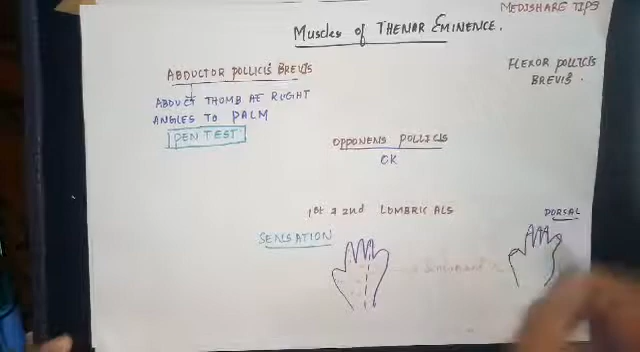 MEDISHARE TIPS
Muscles of THENAR EMINENCE.
ABDUCTOR POLLICIS BREVIS
ABDUCT THOMB AT RIGHT
ANGLES TO PALM
PEN TEST
FLEXOR POLLICIS
BREVIS.
OPPONENS POLLICIS
OK
1st & 2nd LUMBRICALS
SENSATION
DORSAL